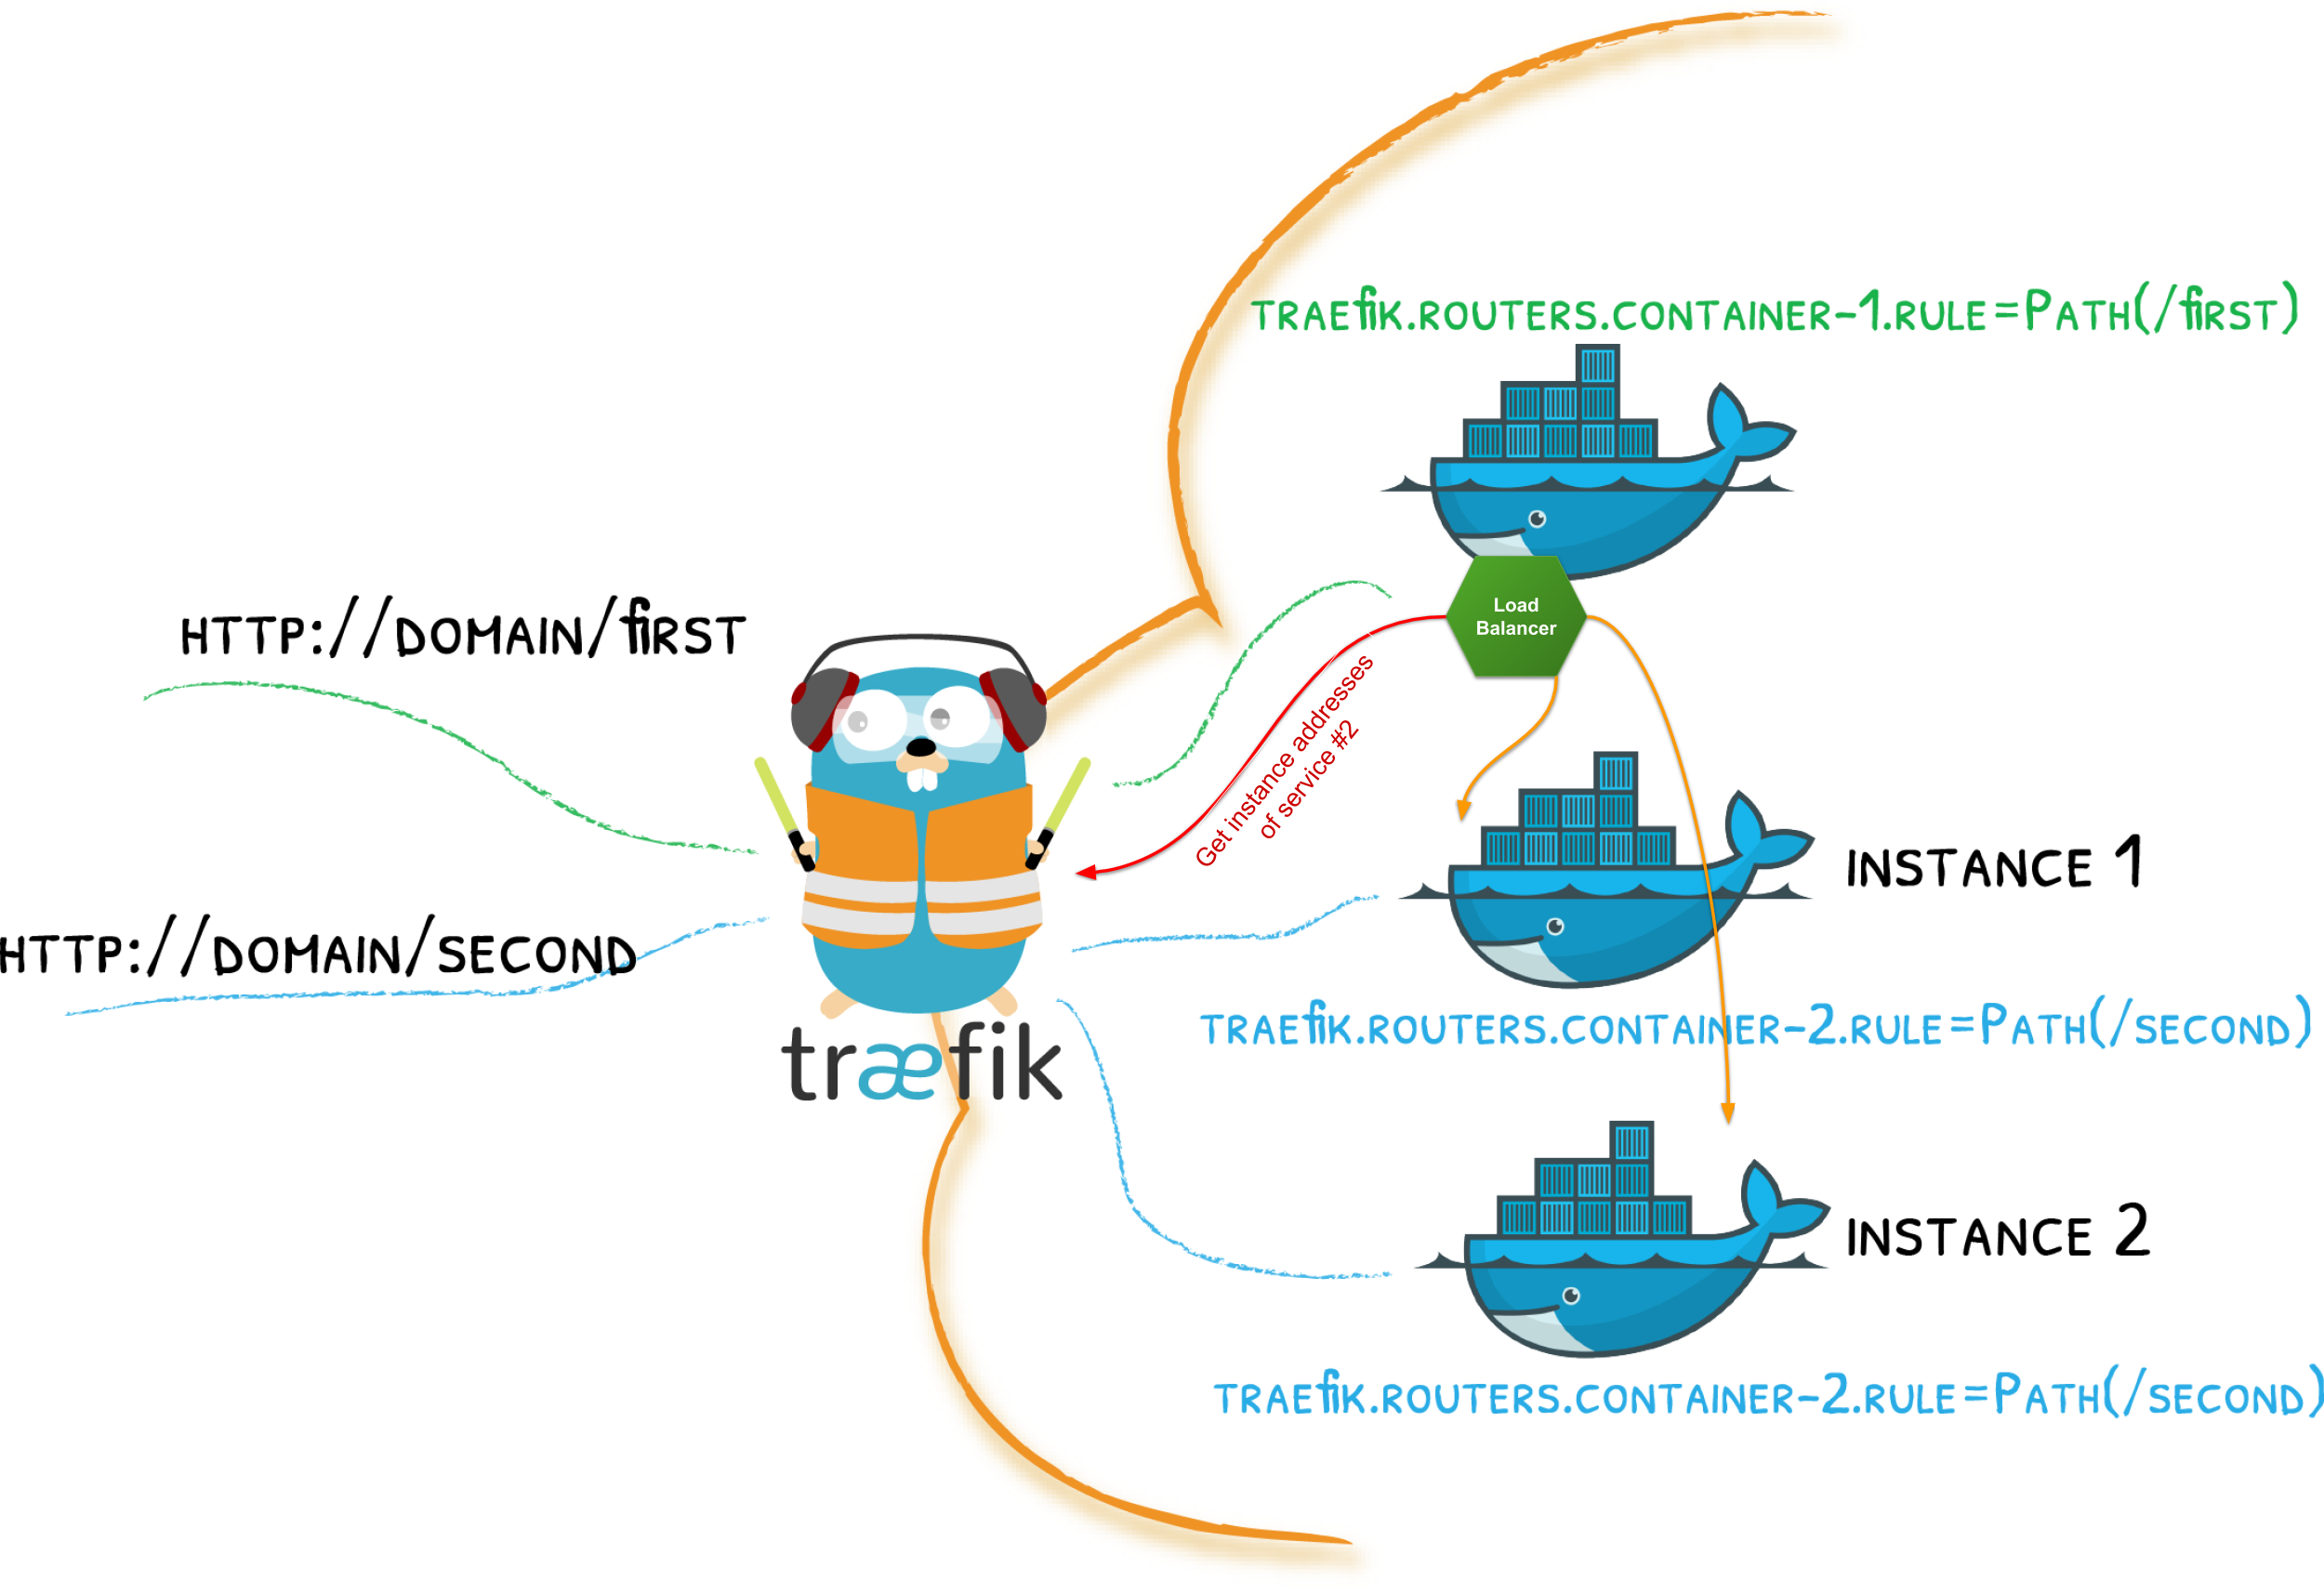 traefik.routers.container-1.rule=Path(/first)
http://domain/first
Load
Balancer
Get instance addresses
of service #2
Instance 1
http://domain/second
traefik.routers.container-2.rule=Path(/second)
træfik
Instance 2
traefik.routers.container-2.rule=Path(/second)